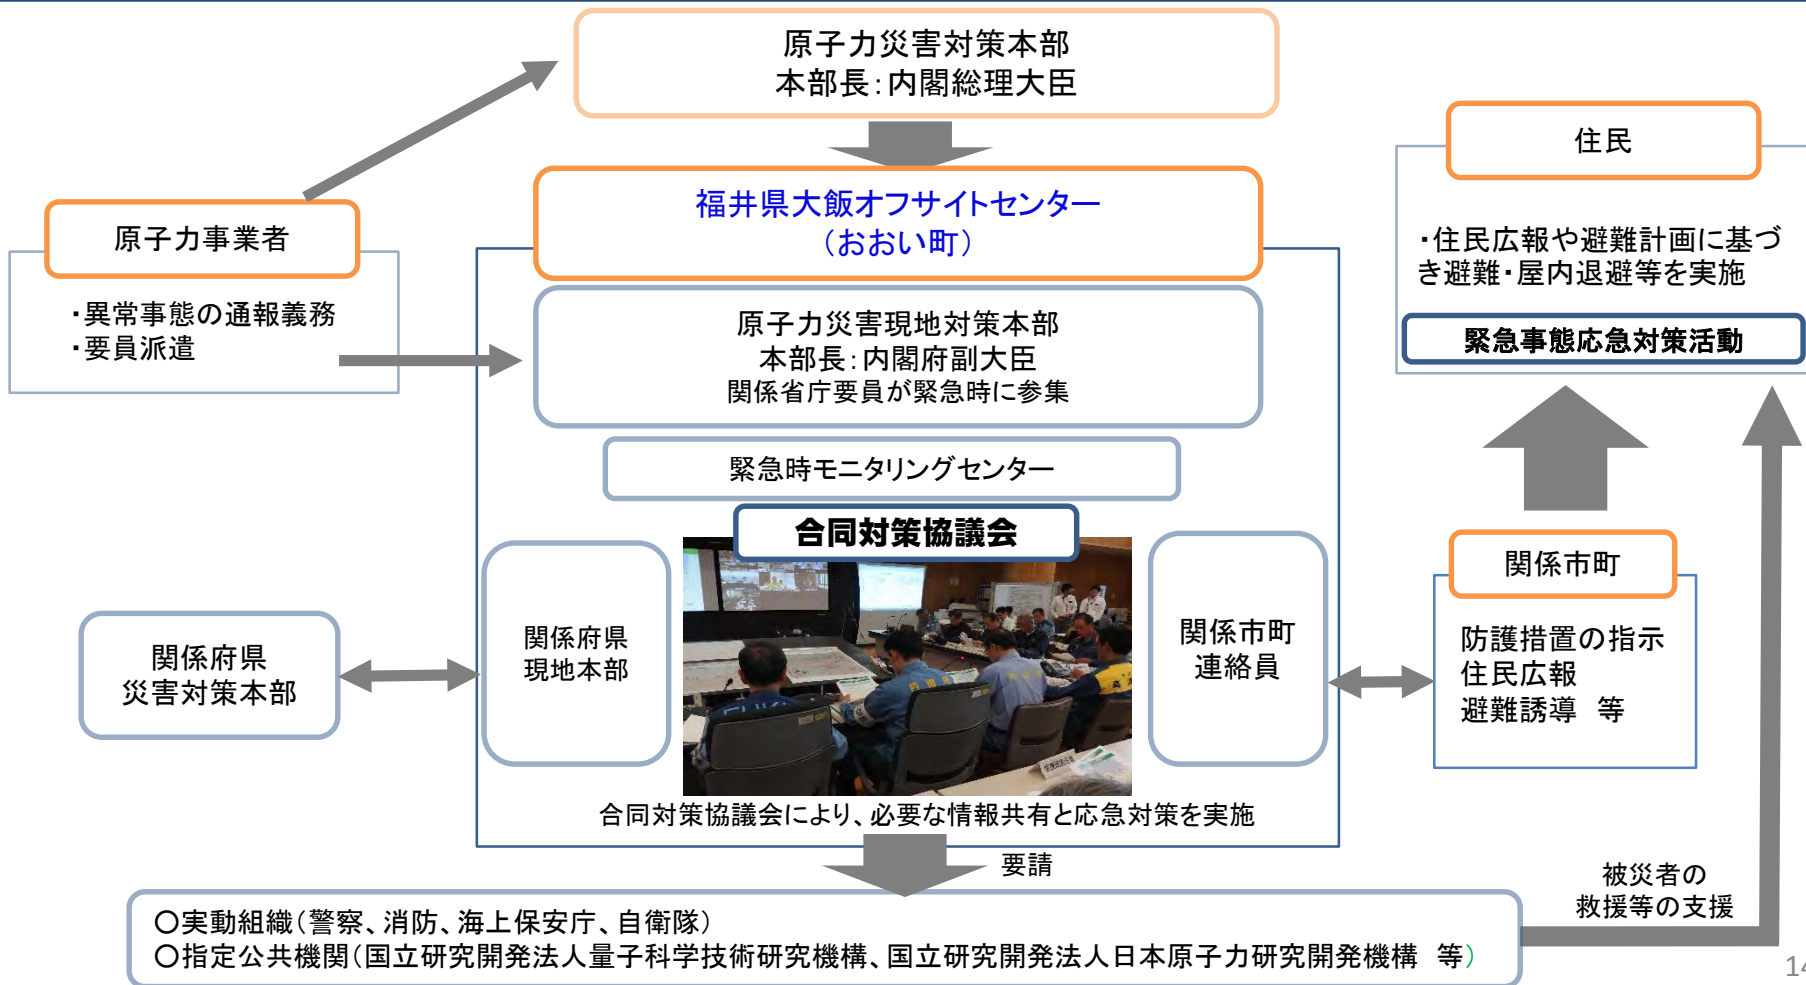 原子力災害対策本部
本部長：内閣総理大臣
住民
福井県大飯オフサイトセンター
（おおい町）
原子力事業者
・異常事態の通報義務
・要員派遣
・住民広報や避難計画に基づ
き避難・屋内退避等を実施
緊急事態応急対策活動
原子力災害現地対策本部
本部長：内閣府副大臣
関係省庁要員が緊急時に参集
緊急時モニタリングセンター
合同対策協議会
関係府県
災害対策本部
関係府県
現地本部
関係市町
連絡員
関係市町
防護措置の指示
住民広報
避難誘導　等
合同対策協議会により、必要な情報共有と応急対策を実施
要請
被災者の
救援等の支援
○実動組織（警察、消防、海上保安庁、自衛隊）
○指定公共機関（国立研究開発法人量子科学技術研究機構、国立研究開発法人日本原子力研究開発機構　等）
14